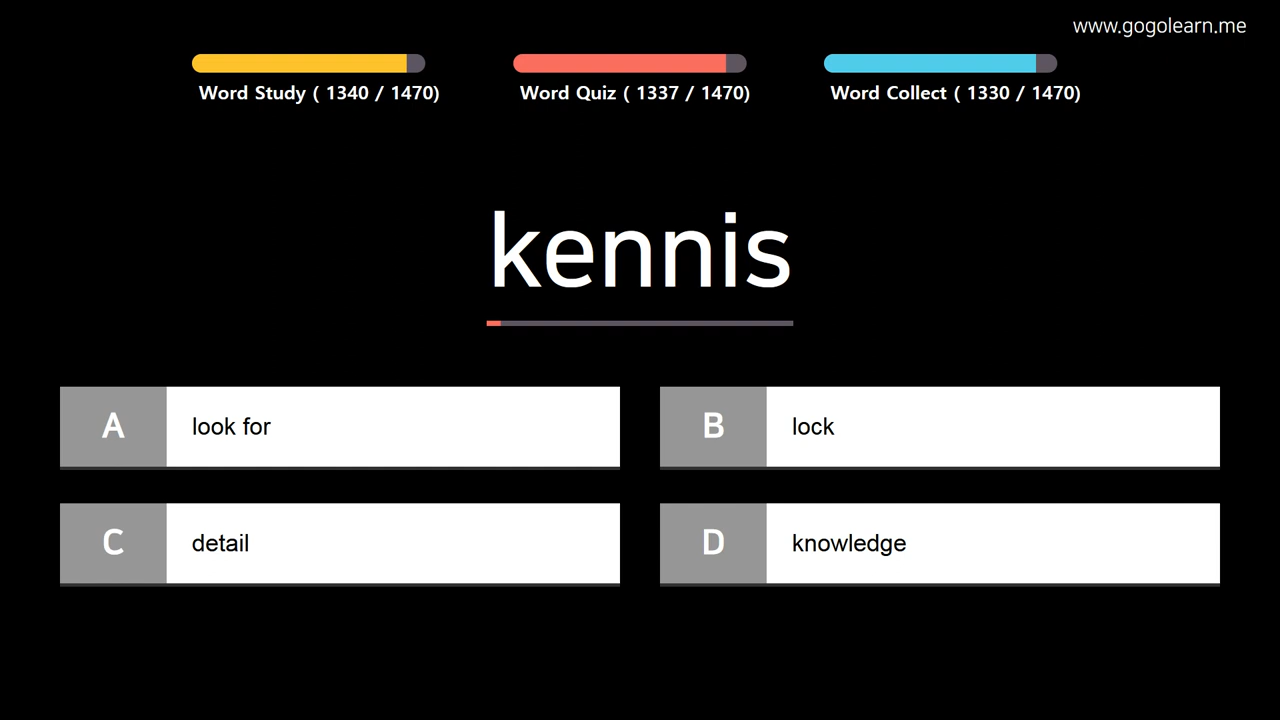 www.gogolearn.me
Word Study ( 1340 / 1470)
Word Quiz ( 1337 / 1470)
Word Collect ( 1330 / 1470)
kennis
A look for
B lock
C detail
D knowledge